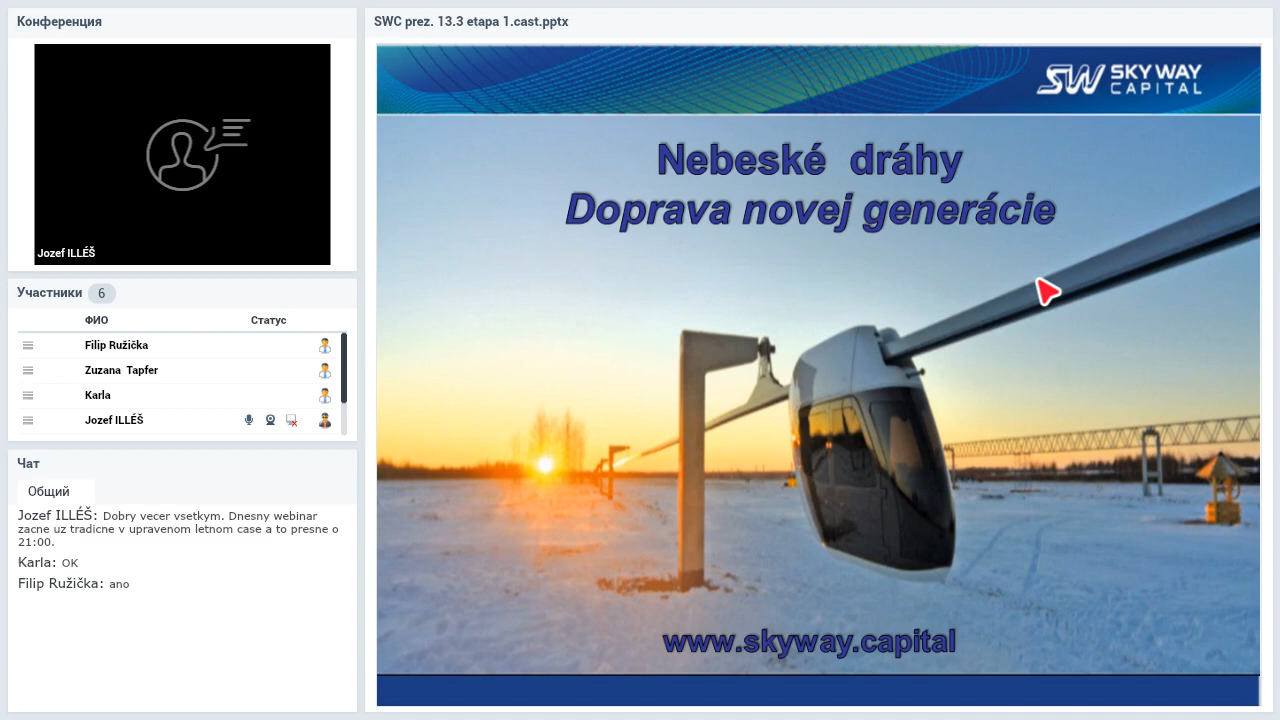 Конференция
Jozef ILLÉŠ
Участники 6
ФИО Статус
Filip Ružička
Zuzana Tapfer
Karla
Jozef ILLÉŠ
Чат
Общий
Jozef ILLÉŠ: Dobry vecer vsetkym. Dnesny webinar
zacne uz tradicne v upravenom letnom case a to presne o
21:00.
Karla: OK
Filip Ružička: ano
SWC prez. 13.3 etapa 1.cast.pptx
SW SKY WAY
CAPITAL
Nebeské dráhy
Doprava novej generácie
www.skyway.capital